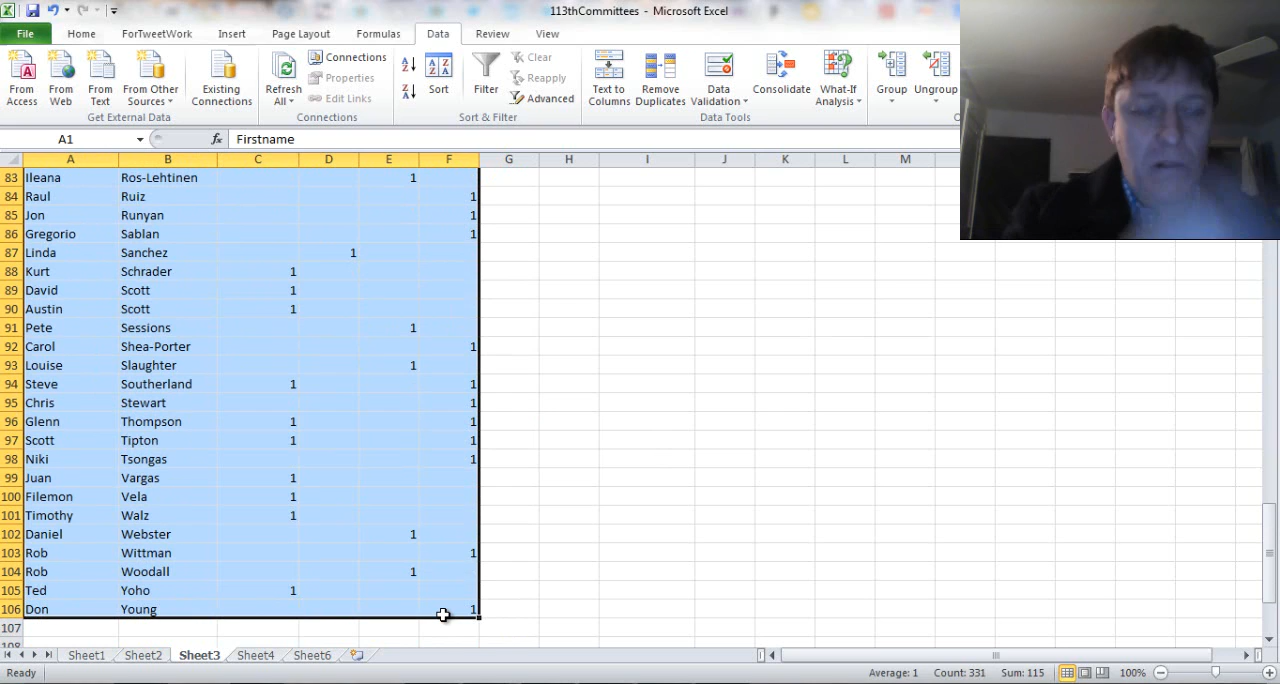 113thCommittees - Microsoft Excel
File Home ForTweetWork Insert Page Layout Formulas Data Review View
From Access From Web From Text From Other Sources Existing Connections Refresh All Connections Properties Edit Links Sort Filter Clear Reapply Advanced Text to Columns Remove Duplicates Data Validation Consolidate What-If Analysis Group Ungroup
Get External Data Connections Sort & Filter Data Tools
A1 fx Firstname
A B C D E F G H I J K L M
83 Ileana Ros-Lehtinen 1
84 Raul Ruiz 1
85 Jon Runyan 1
86 Gregorio Sablan 1
87 Linda Sanchez 1
88 Kurt Schrader 1
89 David Scott 1
90 Austin Scott 1
91 Pete Sessions 1
92 Carol Shea-Porter 1
93 Louise Slaughter 1
94 Steve Southerland 1 1
95 Chris Stewart 1
96 Glenn Thompson 1 1
97 Scott Tipton 1 1
98 Niki Tsongas 1
99 Juan Vargas 1
100 Filemon Vela 1
101 Timothy Walz 1
102 Daniel Webster 1
103 Rob Wittman 1
104 Rob Woodall 1
105 Ted Yoho 1
106 Don Young 1
107
108
Sheet1 Sheet2 Sheet3 Sheet4 Sheet6
Ready Average: 1 Count: 331 Sum: 115 100%